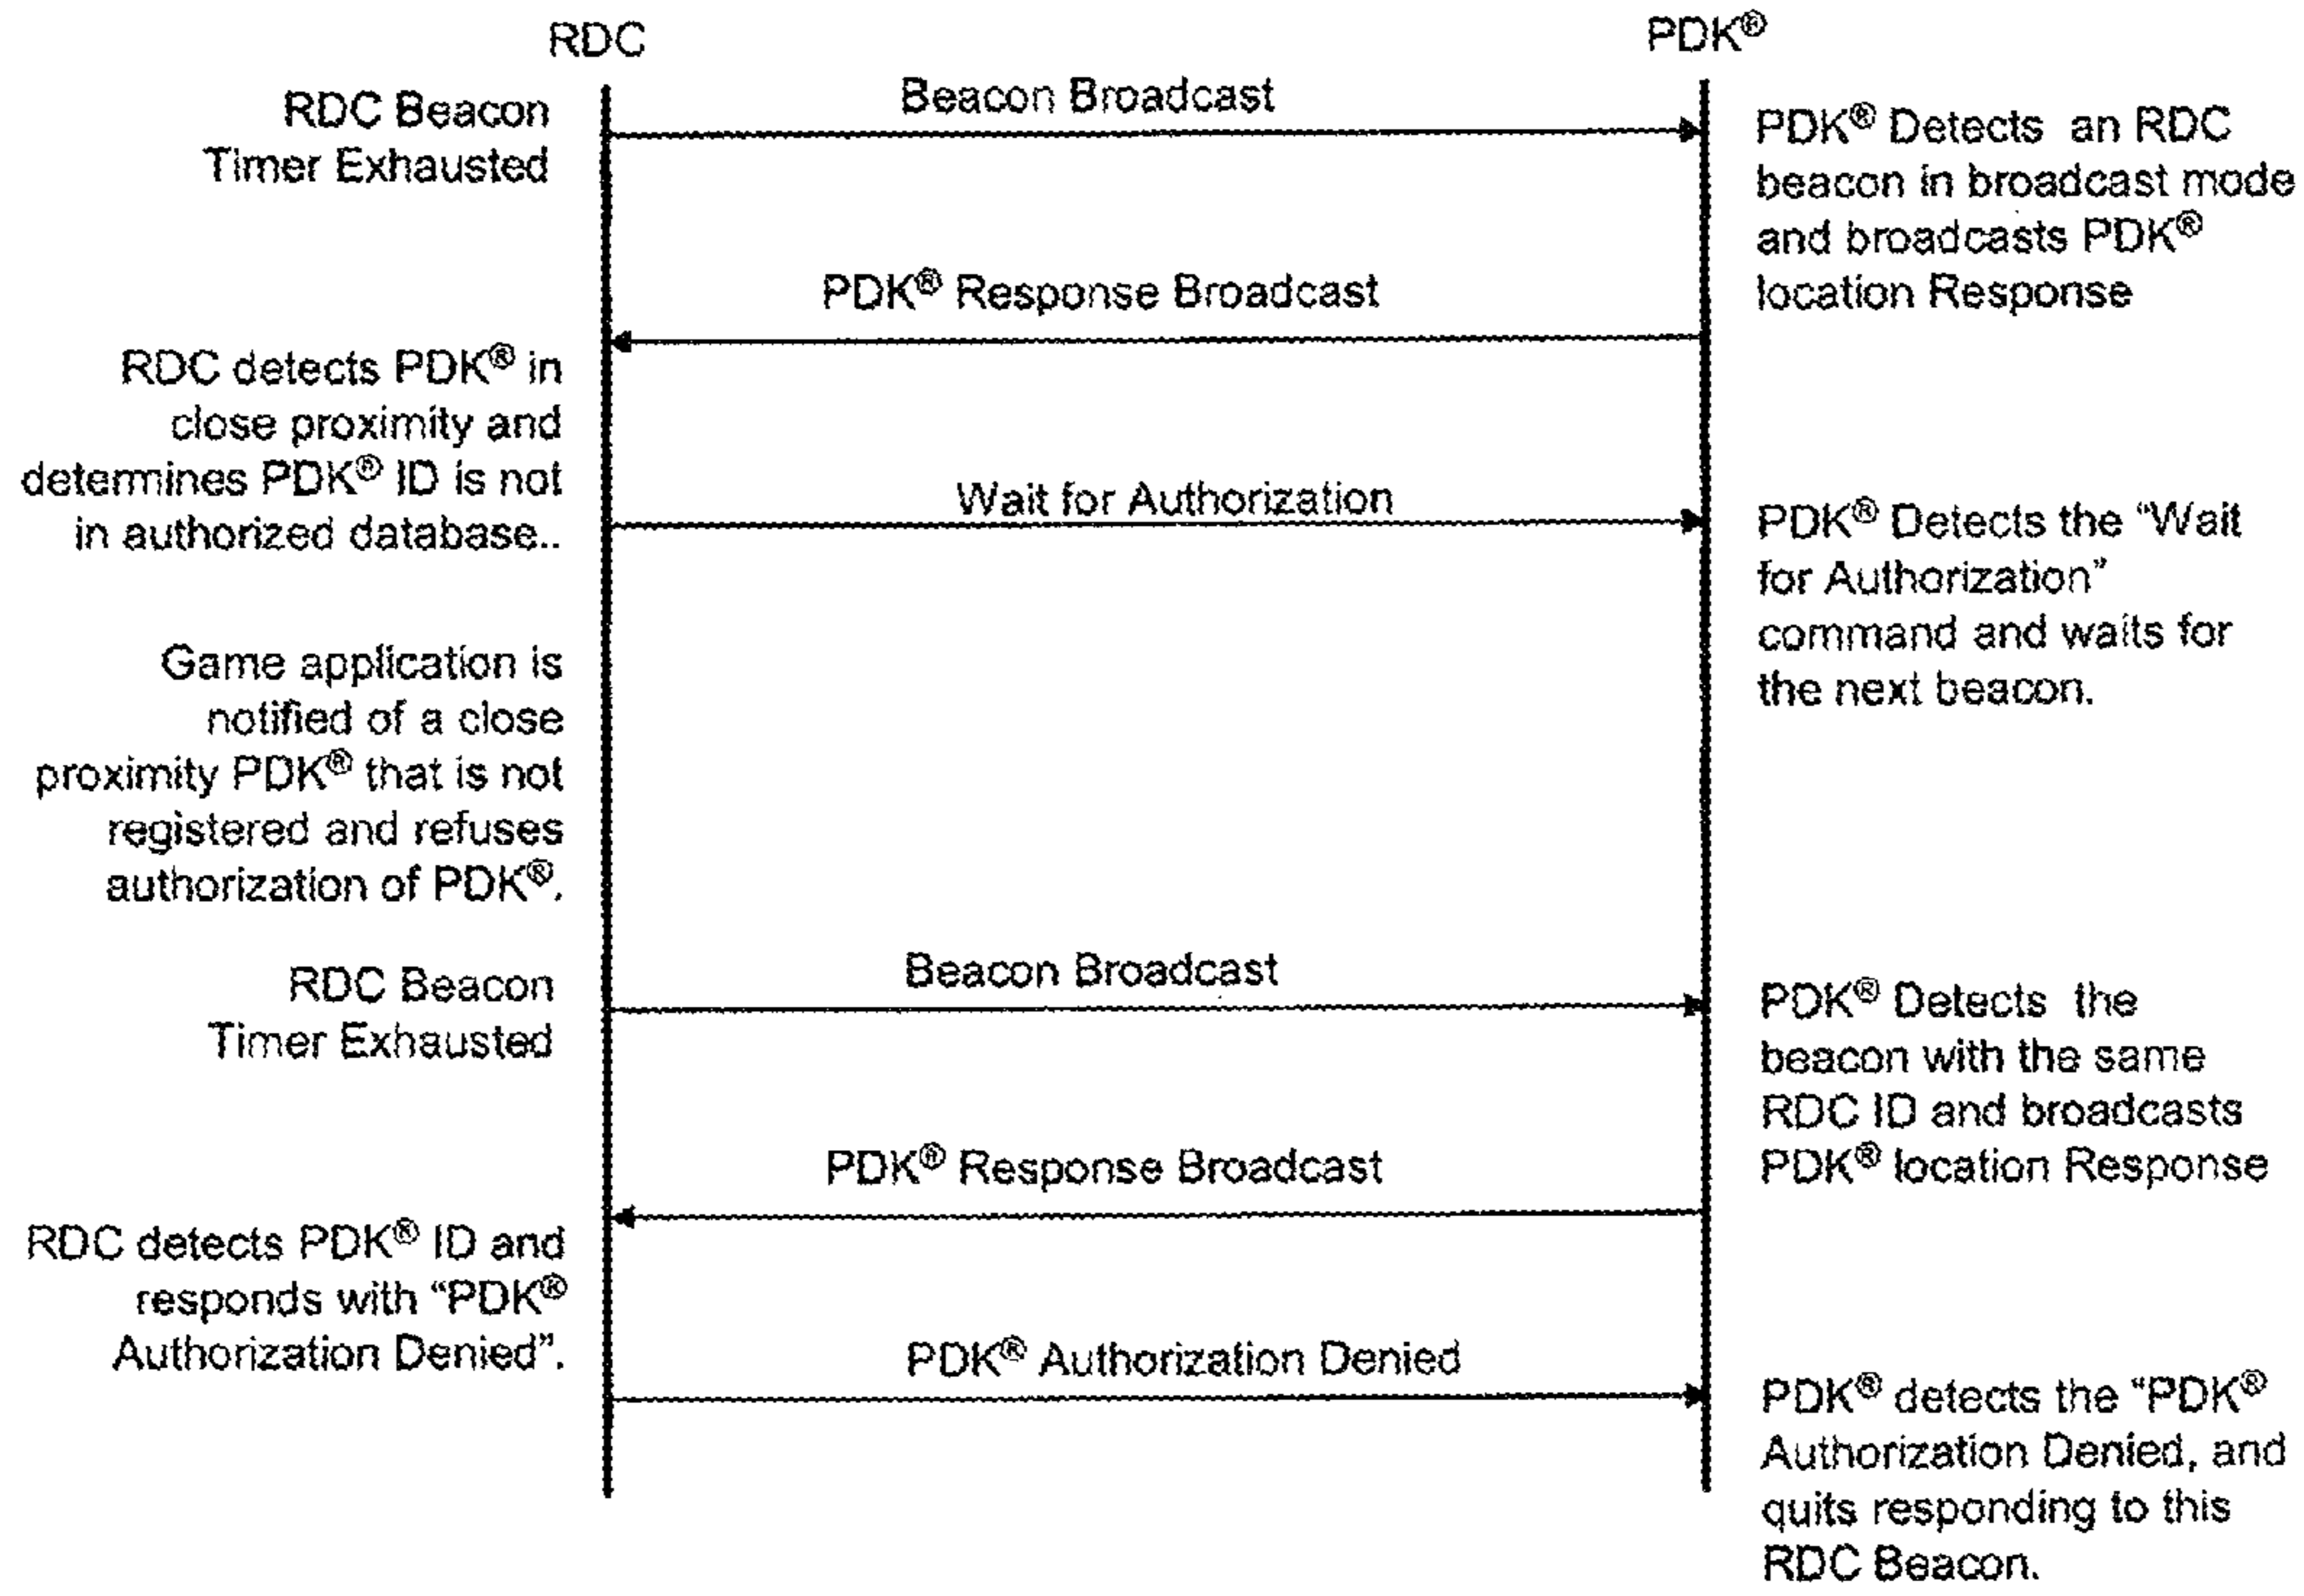 RDC
PDK®
RDC Beacon
Timer Exhausted
Beacon Broadcast
PDK® Detects an RDC
beacon in broadcast mode
and broadcasts PDK®
location Response
PDK® Response Broadcast
RDC detects PDK® in
close proximity and
determines PDK® ID is not
in authorized database..
Wait for Authorization
PDK® Detects the “Wait
for Authorization”
command and waits for
the next beacon.
Game application is
notified of a close
proximity PDK® that is not
registered and refuses
authorization of PDK®.
RDC Beacon
Timer Exhausted
Beacon Broadcast
PDK® Detects the
beacon with the same
RDC ID and broadcasts
PDK® location Response
PDK® Response Broadcast
RDC detects PDK® ID and
responds with “PDK®
Authorization Denied”.
PDK® Authorization Denied
PDK® detects the “PDK®
Authorization Denied, and
quits responding to this
RDC Beacon.